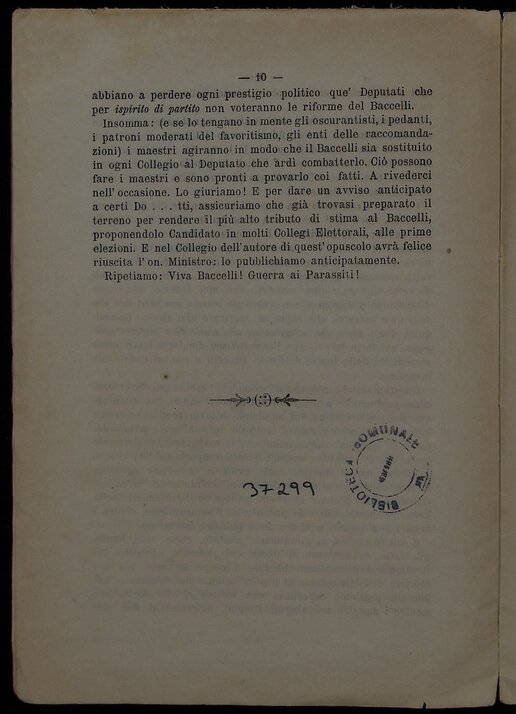 — 10 —
abbiano a perdere ogni prestigio politico que' Deputati che
per ispirito di partito non voteranno le riforme del Baccelli.
Insomma: (e se lo tengano in mente gli oscurantisti, i pedanti,
i patroni moderati del favoritismo, gli enti delle raccomanda-
zioni) i maestri agiranno in modo che il Baccelli sia sostituito
in ogni Collegio al Deputato che ardì combatterlo. Ciò possono
fare i maestri e sono pronti a provarlo coi fatti. A rivederci
nell'occasione. Lo giuriamo! E per dare un avviso anticipato
a certi Do . . . tti, assicuriamo che già trovasi preparato il
terreno per rendere il più alto tributo di stima al Baccelli,
proponendolo Candidato in molti Collegi Elettorali, alle prime
elezioni. E nel Collegio dell'autore di quest'opuscolo avrà felice
riuscita l'on. Ministro: lo pubblichiamo anticipatamente.
Ripetiamo: Viva Baccelli! Guerra ai Parassiti!
37299
BIBLIOTECA COMUNALE